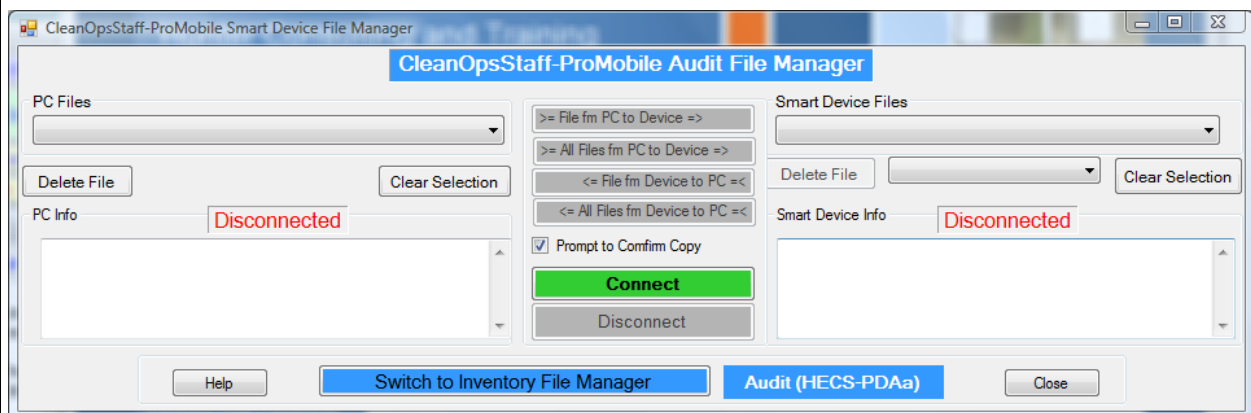 CleanOpsStaff-ProMobile Smart Device File Manager
CleanOpsStaff-ProMobile Audit File Manager
PC Files
>= File fm PC to Device =>
>= All Files fm PC to Device =>
<= File fm Device to PC =<
<= All Files fm Device to PC =<
Smart Device Files
Delete File
Clear Selection
Delete File
Clear Selection
PC Info
Disconnected
Prompt to Comfirm Copy
Connect
Disconnect
Smart Device Info
Disconnected
Help
Switch to Inventory File Manager
Audit (HECS-PDAa)
Close